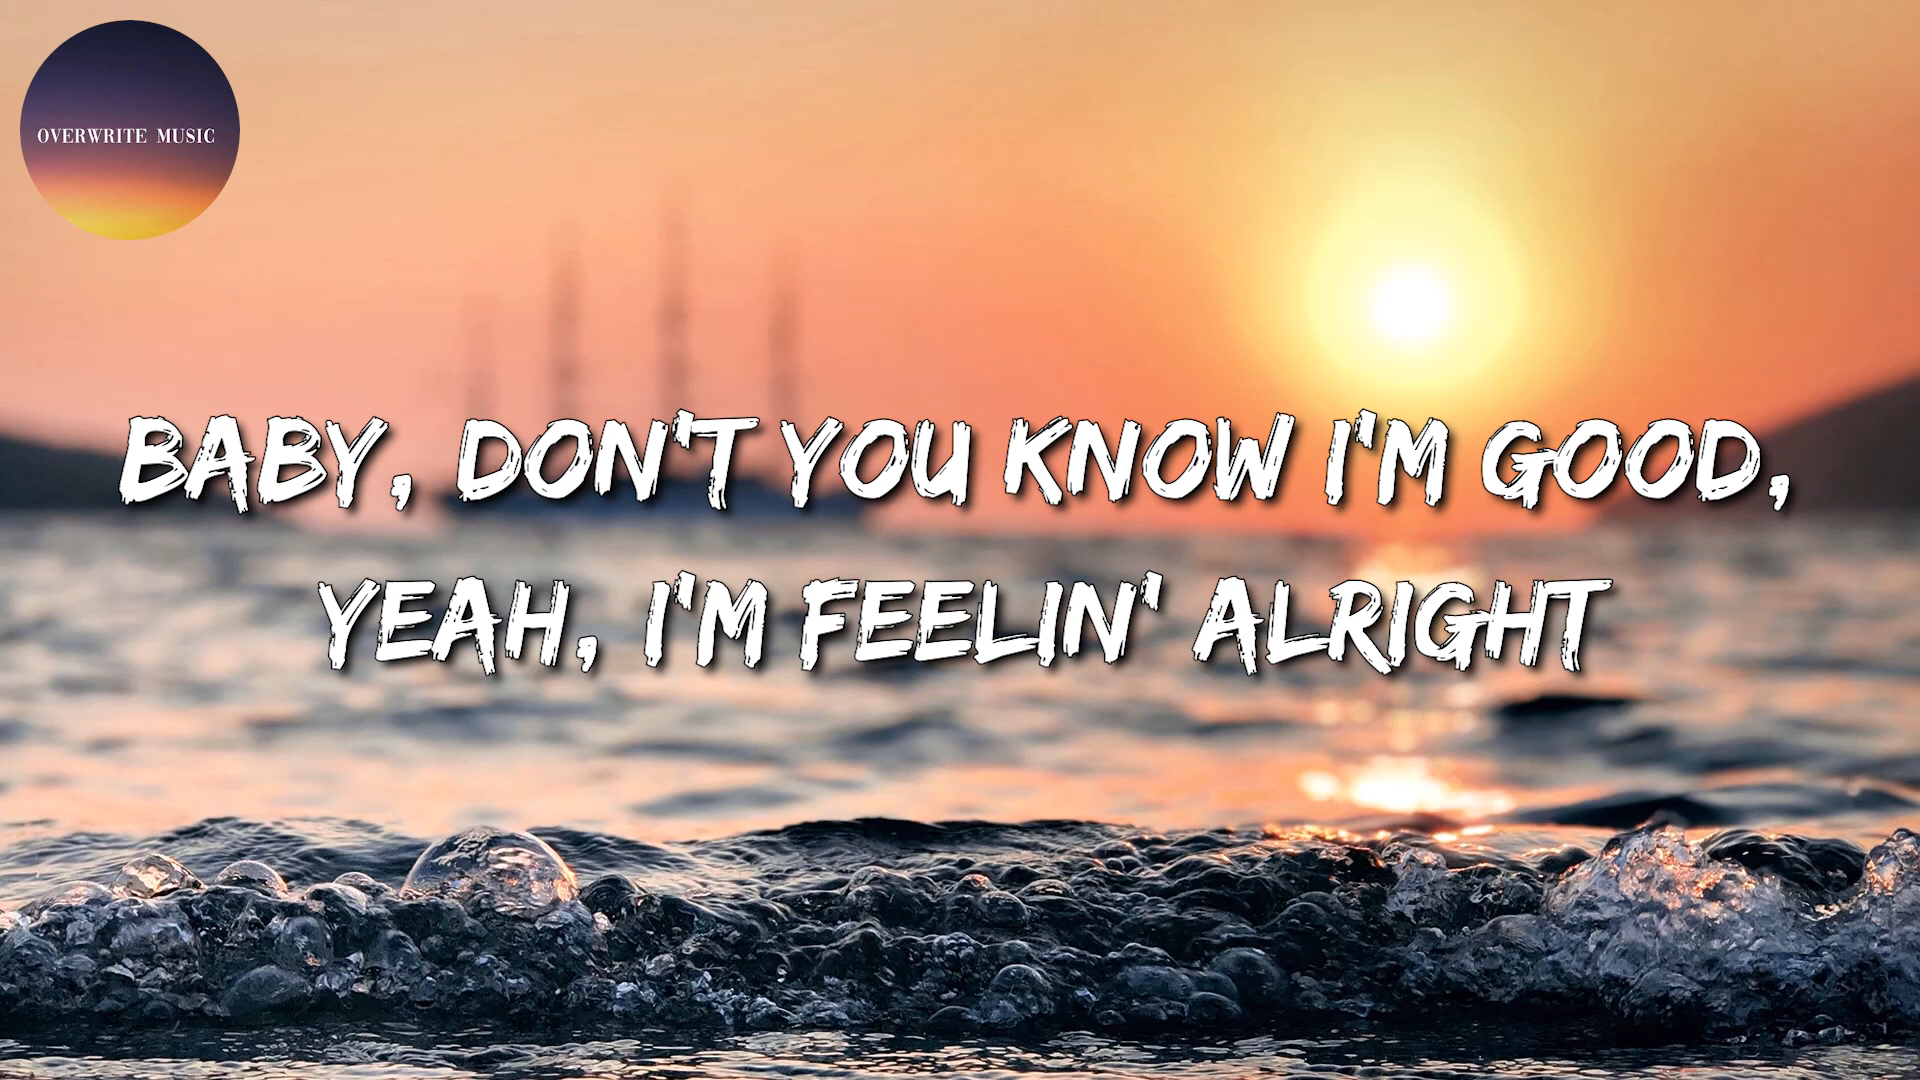 OVERWRITE MUSIC
BABY, DON'T YOU KNOW I'M GOOD,
YEAH, I'M FEELIN' ALRIGHT